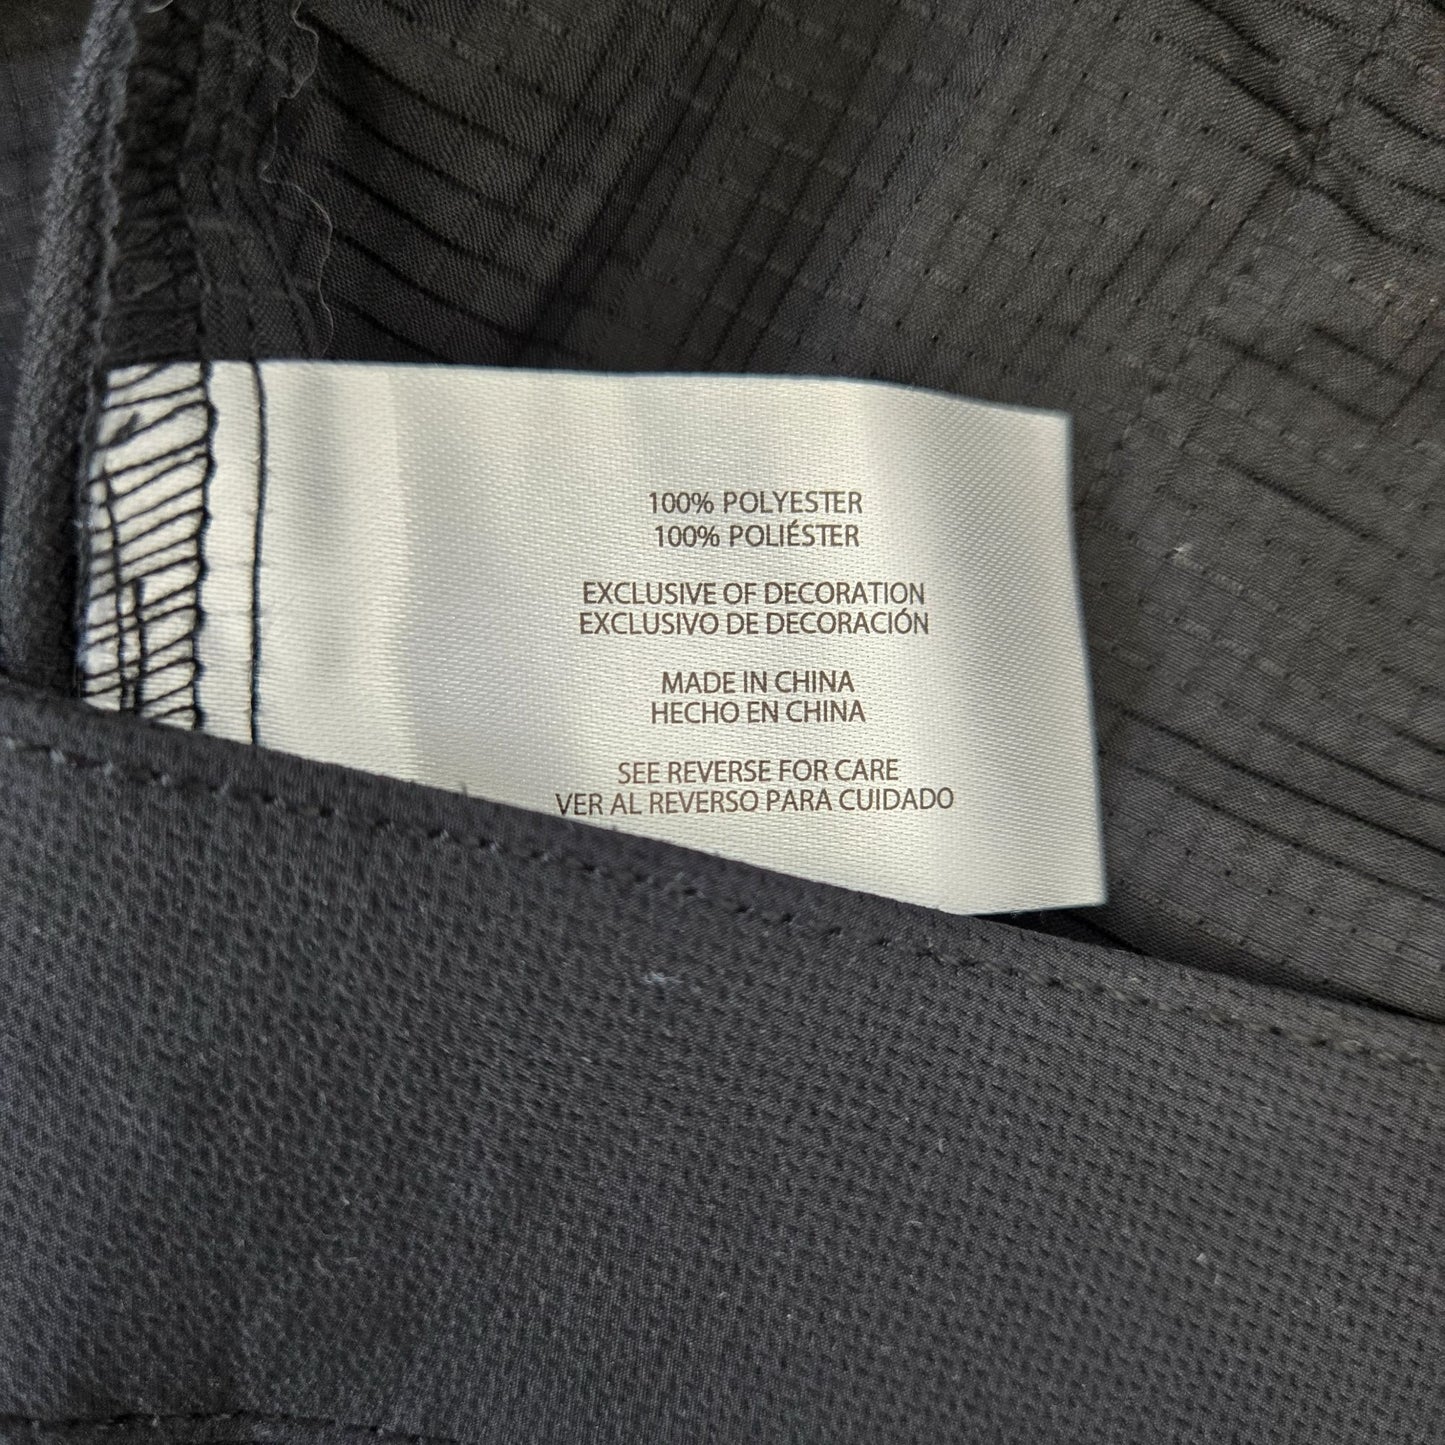 100% POLYESTER
100% POLIÉSTER
EXCLUSIVE OF DECORATION
EXCLUSIVO DE DECORACIÓN
MADE IN CHINA
HECHO EN CHINA
SEE REVERSE FOR CARE
VER AL REVERSO PARA CUIDADO